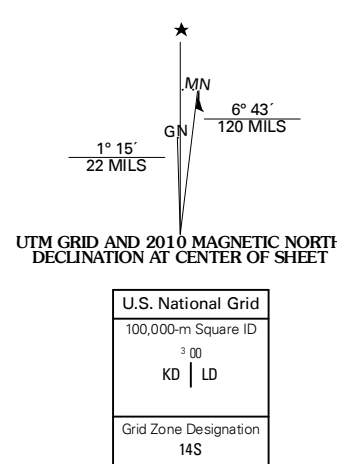 ★
MN
GN
6° 43´
120 MILS
1° 15´
22 MILS
UTM GRID AND 2010 MAGNETIC NORTH
DECLINATION AT CENTER OF SHEET
U.S. National Grid
100,000-m Square ID
3 00
KD LD
Grid Zone Designation
14S